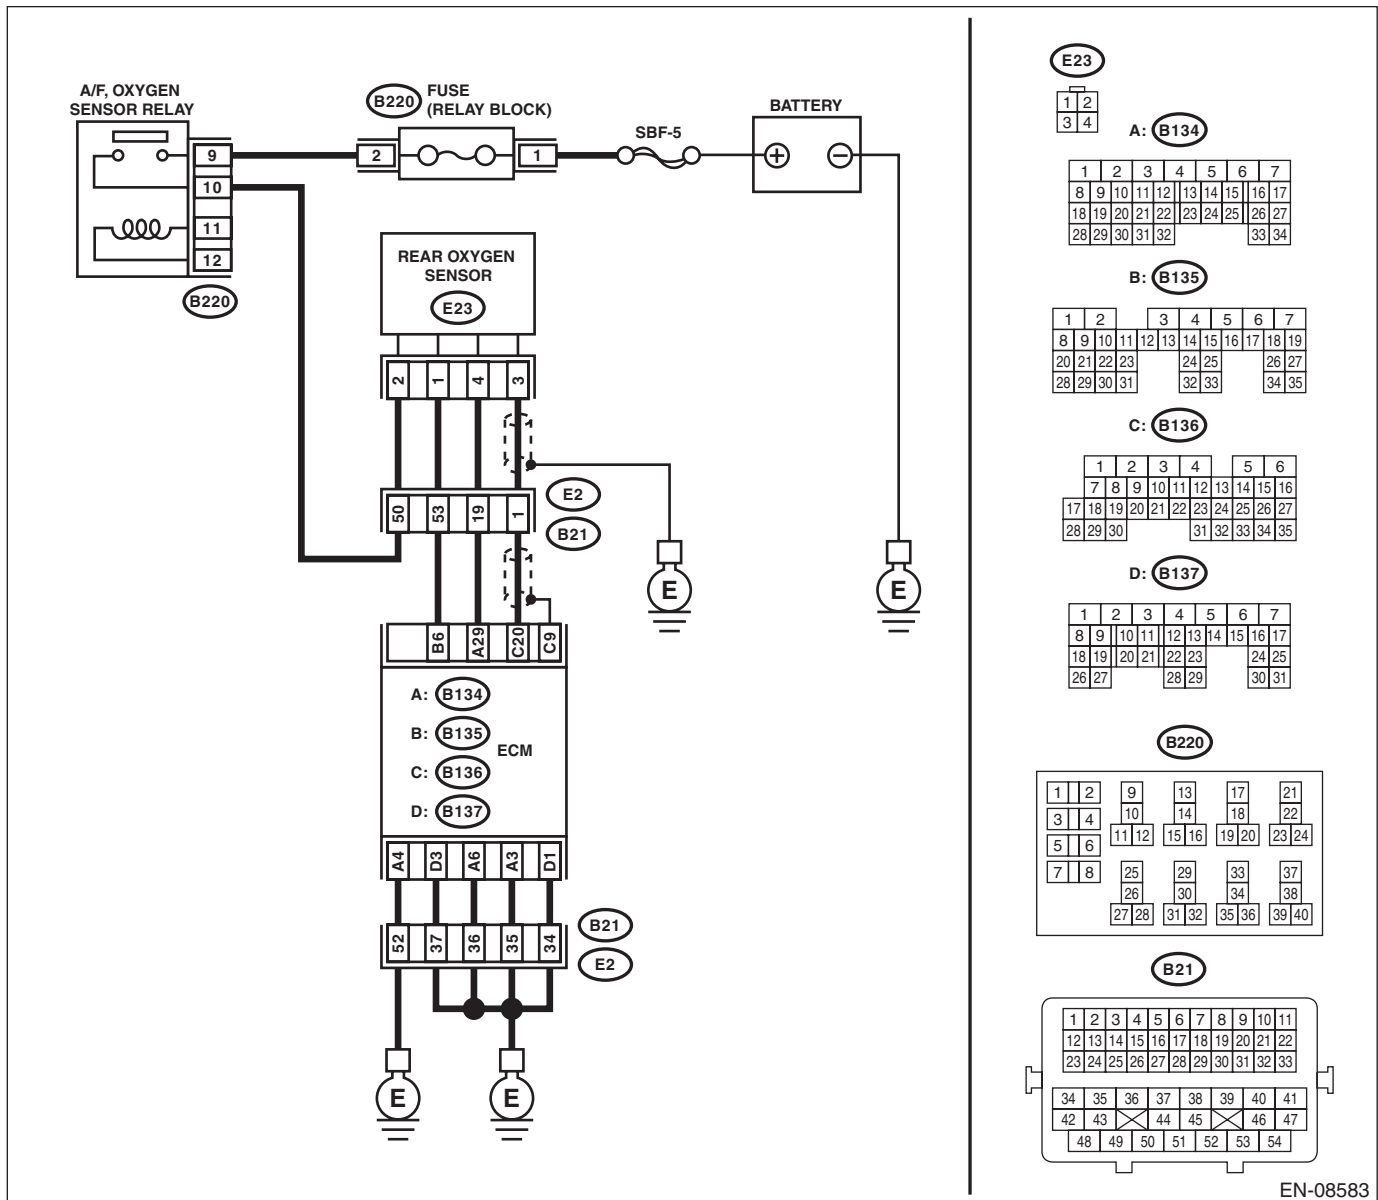 A/F, OXYGEN
SENSOR RELAY
9
10
11
12
B220
B220
FUSE
(RELAY BLOCK)
2
1
SBF-5
BATTERY
+
−
REAR OXYGEN
SENSOR
E23
2 1 4 3
50 53 19 1
E2
B21
E
E
B6 A29 C20 C9
A: B134
B: B135
C: B136
D: B137
ECM
A4 D3 A6 A3 D1
52 37 36 35 34
B21
E2
E
E
E23
1 2
3 4
A: B134
1 2 3 4 5 6 7
8 9 10 11 12 13 14 15 16 17
18 19 20 21 22 23 24 25 26 27
28 29 30 31 32 33 34
B: B135
1 2 3 4 5 6 7
8 9 10 11 12 13 14 15 16 17 18 19
20 21 22 23 24 25 26 27
28 29 30 31 32 33 34 35
C: B136
1 2 3 4 5 6
7 8 9 10 11 12 13 14 15 16
17 18 19 20 21 22 23 24 25 26 27
28 29 30 31 32 33 34 35
D: B137
1 2 3 4 5 6 7
8 9 10 11 12 13 14 15 16 17
18 19 20 21 22 23 24 25
26 27 28 29 30 31
B220
1 2 9 13 17 21
3 4 10 14 18 22
5 6 11 12 15 16 19 20 23 24
7 8 25 29 33 37
26 30 34 38
27 28 31 32 35 36 39 40
B21
1 2 3 4 5 6 7 8 9 10 11
12 13 14 15 16 17 18 19 20 21 22
23 24 25 26 27 28 29 30 31 32 33
34 35 36 37 38 39 40 41
42 43 44 45 46 47
48 49 50 51 52 53 54
EN-08583